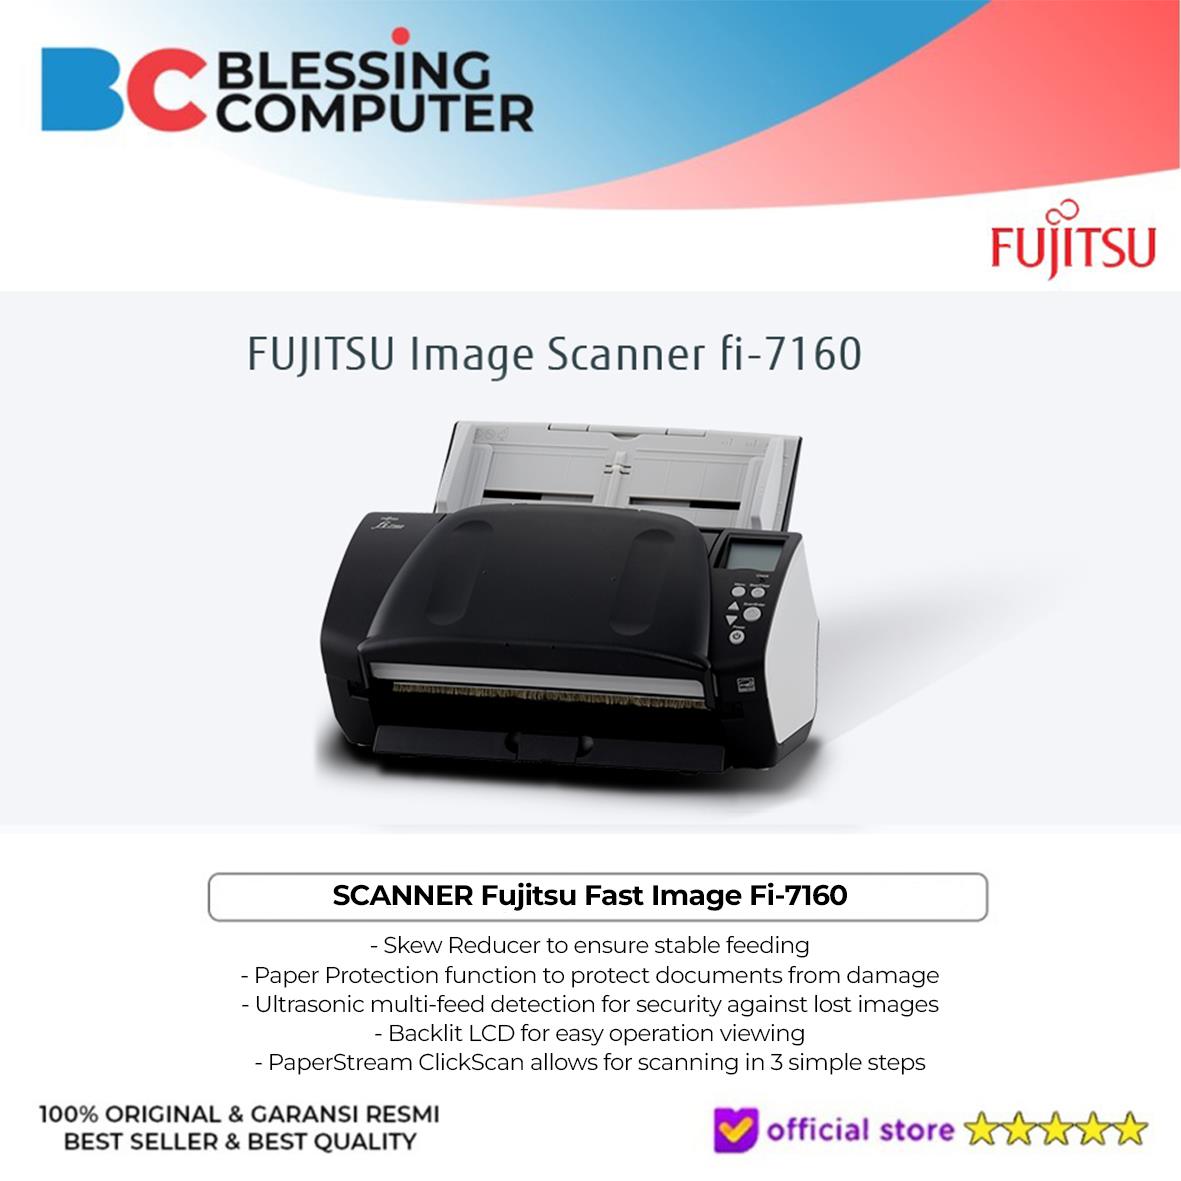 BC BLESSING
COMPUTER
FUJITSU
FUJITSU Image Scanner fi-7160
SCANNER Fujitsu Fast Image Fi-7160
- Skew Reducer to ensure stable feeding
- Paper Protection function to protect documents from damage
- Ultrasonic multi-feed detection for security against lost images
- Backlit LCD for easy operation viewing
- PaperStream ClickScan allows for scanning in 3 simple steps
100% ORIGINAL & GARANSI RESMI
BEST SELLER & BEST QUALITY
official store